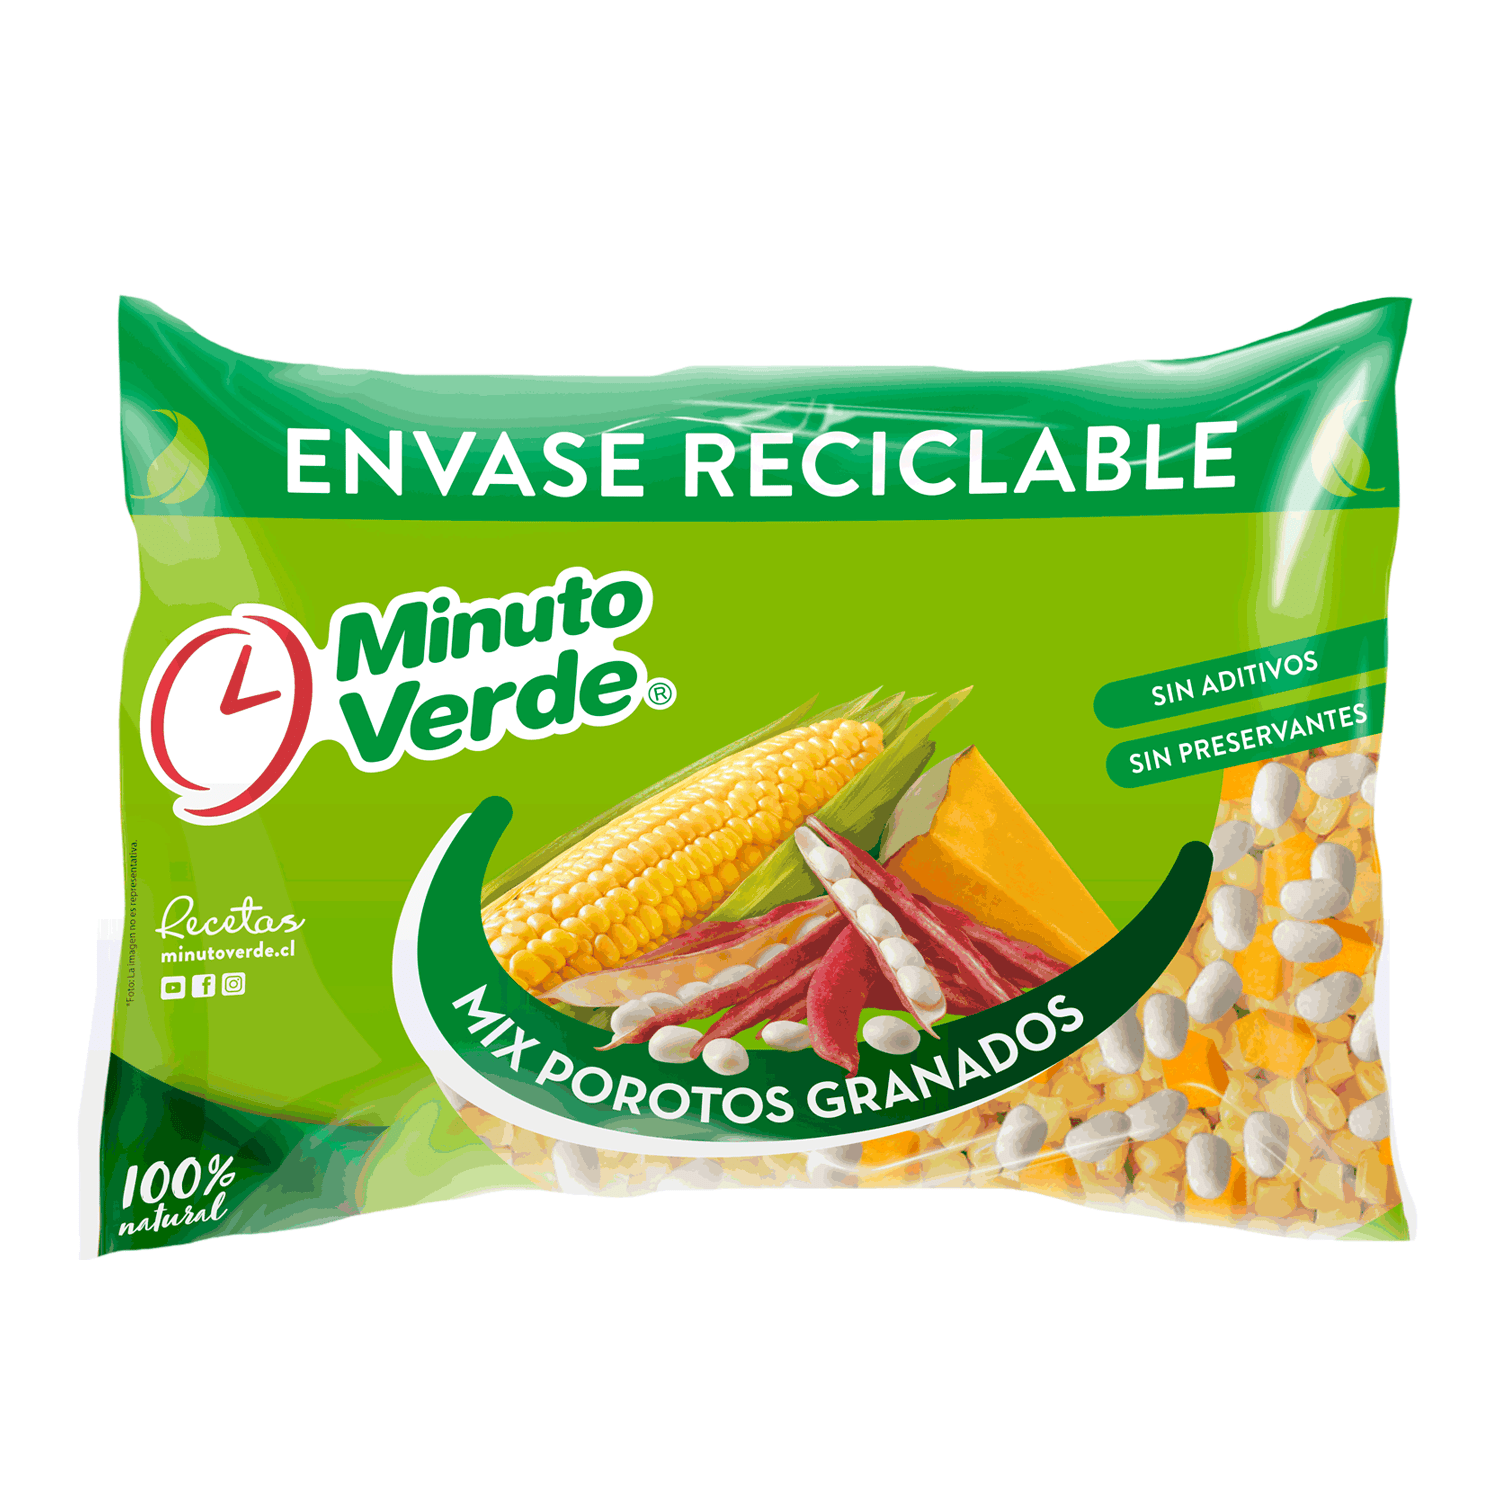 ENVASE RECICLABLE
Minuto
Verde®
SIN ADITIVOS
SIN PRESERVANTES
*Foto: La imagen no es representativa.
Recetas
minutoverde.cl
MIX POROTOS GRANADOS
100%
natural